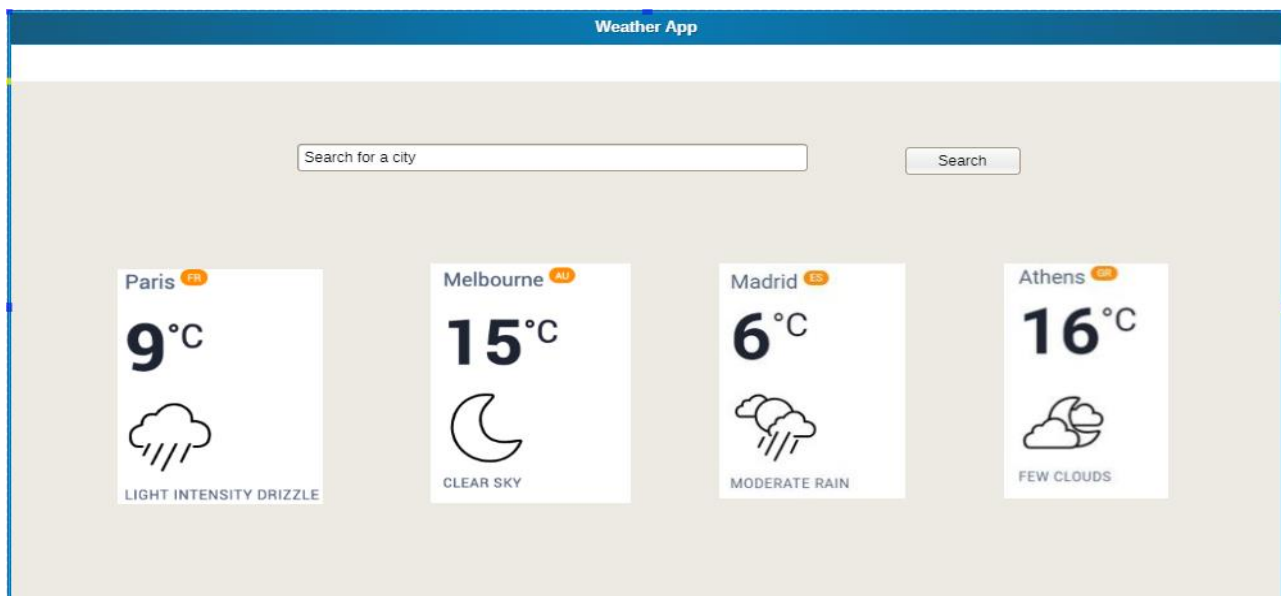 Weather App
Search for a city
Search
Paris FR
9°C
LIGHT INTENSITY DRIZZLE
Melbourne AU
15°C
CLEAR SKY
Madrid ES
6°C
MODERATE RAIN
Athens GR
16°C
FEW CLOUDS